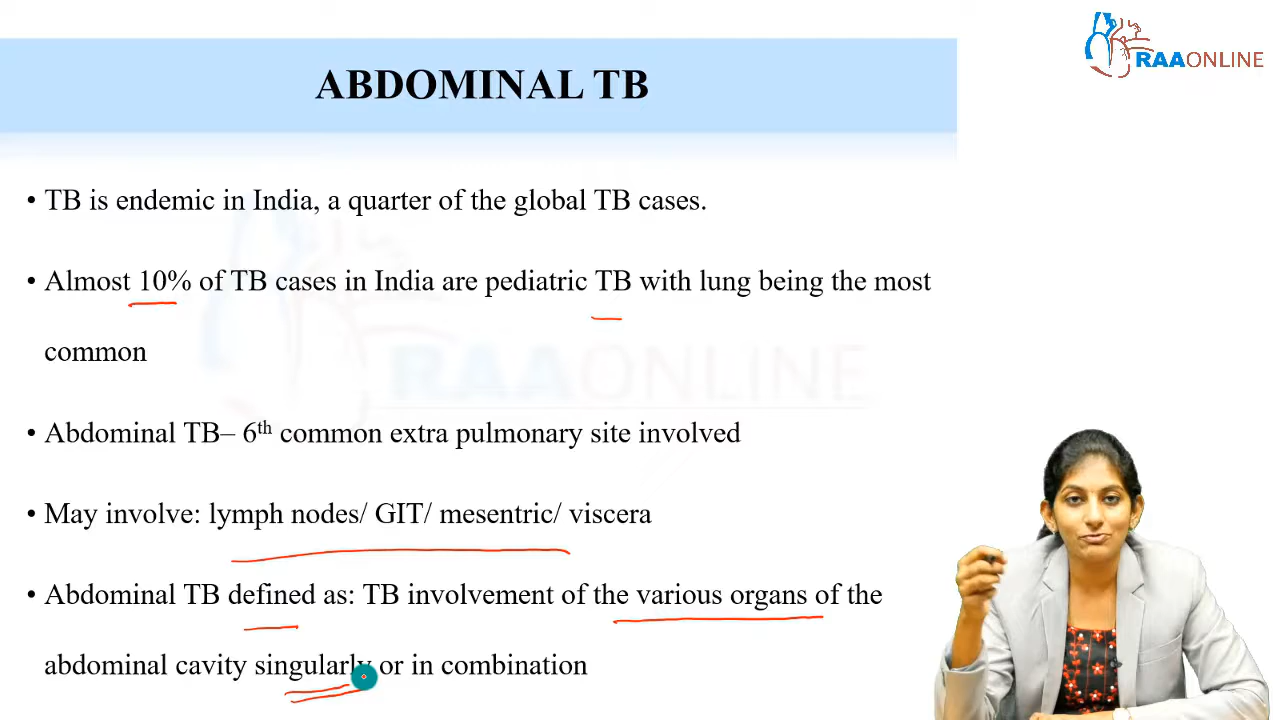 RAAONLINE
ABDOMINAL TB
• TB is endemic in India, a quarter of the global TB cases.
• Almost 10% of TB cases in India are pediatric TB with lung being the most
common
RAAONLINE
• Abdominal TB– 6th common extra pulmonary site involved
• May involve: lymph nodes/ GIT/ mesentric/ viscera
• Abdominal TB defined as: TB involvement of the various organs of the
abdominal cavity singularly or in combination